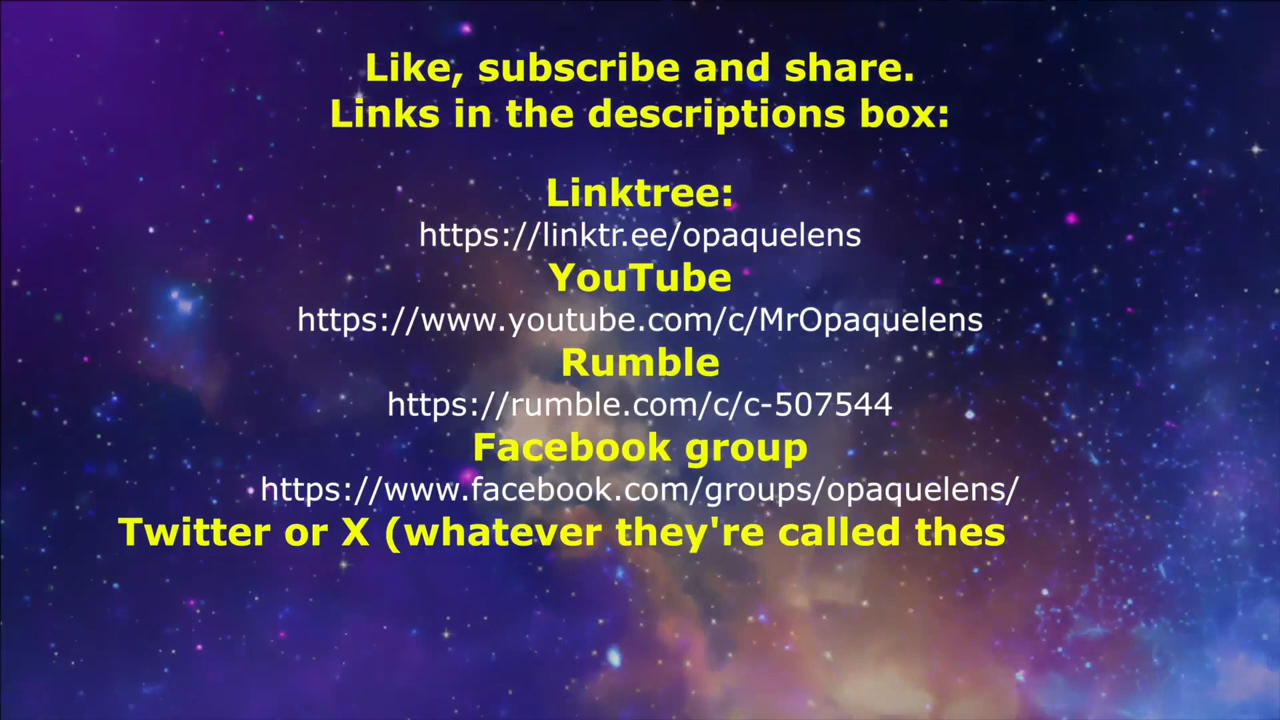 Like, subscribe and share.
Links in the descriptions box:
Linktree:
https://linktr.ee/opaquelens
YouTube
https://www.youtube.com/c/MrOpaquelens
Rumble
https://rumble.com/c/c-507544
Facebook group
https://www.facebook.com/groups/opaquelens/
Twitter or X (whatever they're called thes